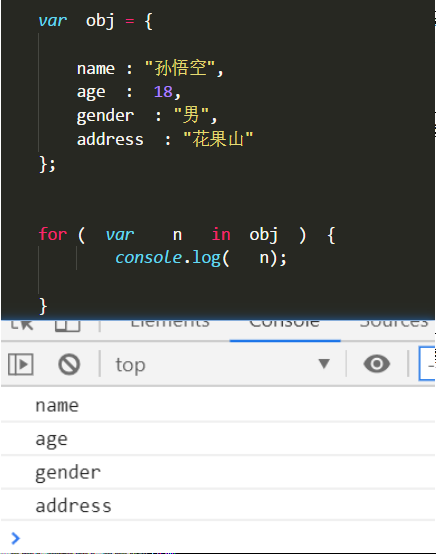 var obj = {
name : "孙悟空",
age : 18,
gender : "男",
address : "花果山"
};
for ( var n in obj ) {
console.log( n);
}
Elements Console Sources
top
name
age
gender
address